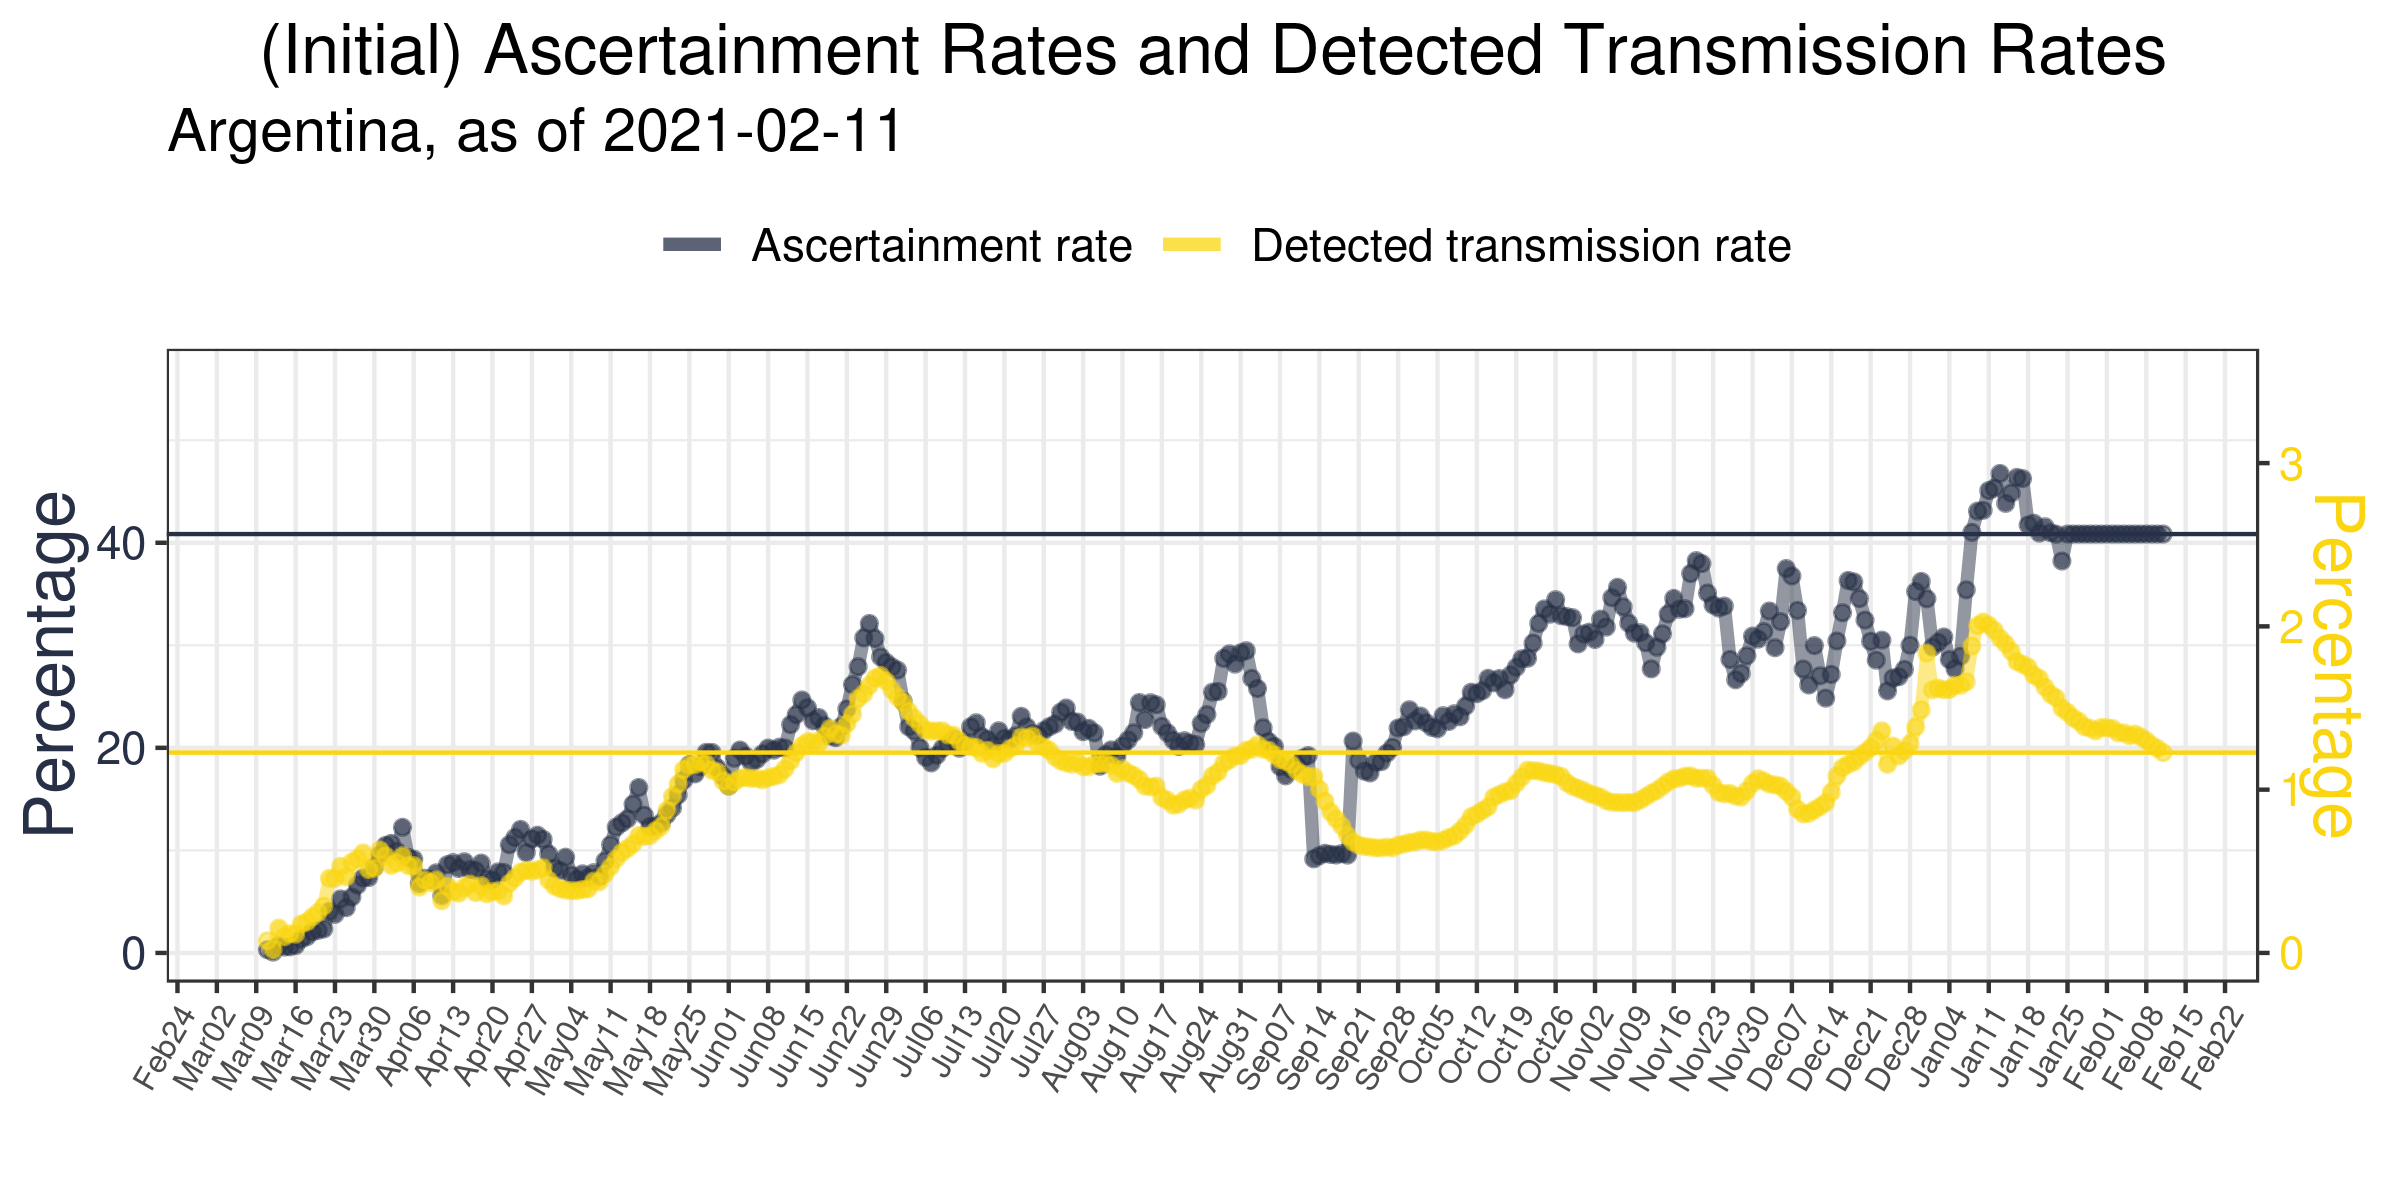 (Initial) Ascertainment Rates and Detected Transmission Rates
Argentina, as of 2021-02-11
Ascertainment rate
Detected transmission rate
Percentage
40
20
0
3
2
1
0
Percentage
Feb24
Mar02
Mar09
Mar16
Mar23
Mar30
Apr06
Apr13
Apr20
Apr27
May04
May11
May18
May25
Jun01
Jun08
Jun15
Jun22
Jun29
Jul06
Jul13
Jul20
Jul27
Aug03
Aug10
Aug17
Aug24
Aug31
Sep07
Sep14
Sep21
Sep28
Oct05
Oct12
Oct19
Oct26
Nov02
Nov09
Nov16
Nov23
Nov30
Dec07
Dec14
Dec21
Dec28
Jan04
Jan11
Jan18
Jan25
Feb01
Feb08
Feb15
Feb22